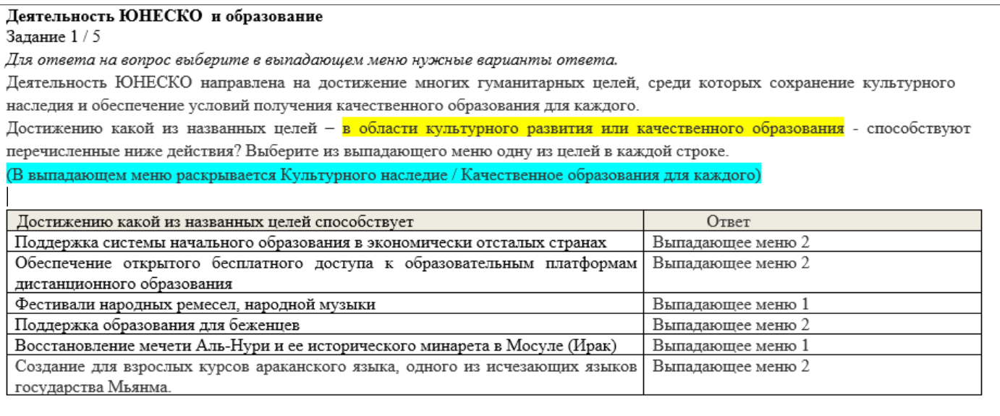 Деятельность ЮНЕСКО и образование
Задание 1 / 5
Для ответа на вопрос выберите в выпадающем меню нужные варианты ответа.
Деятельность ЮНЕСКО направлена на достижение многих гуманитарных целей, среди которых сохранение культурного
наследия и обеспечение условий получения качественного образования для каждого.
Достижению какой из названных целей – в области культурного развития или качественного образования - способствуют
перечисленные ниже действия? Выберите из выпадающего меню одну из целей в каждой строке.
(В выпадающем меню раскрывается Культурного наследие / Качественное образования для каждого)
Достижению какой из названных целей способствует Ответ
Поддержка системы начального образования в экономически отсталых странах Выпадающее меню 2
Обеспечение открытого бесплатного доступа к образовательным платформам Выпадающее меню 2
дистанционного образования
Фестивали народных ремесел, народной музыки Выпадающее меню 1
Поддержка образования для беженцев Выпадающее меню 2
Восстановление мечети Аль-Нури и ее исторического минарета в Мосуле (Ирак) Выпадающее меню 1
Создание для взрослых курсов араканского языка, одного из исчезающих языков Выпадающее меню 2
государства Мьянма.